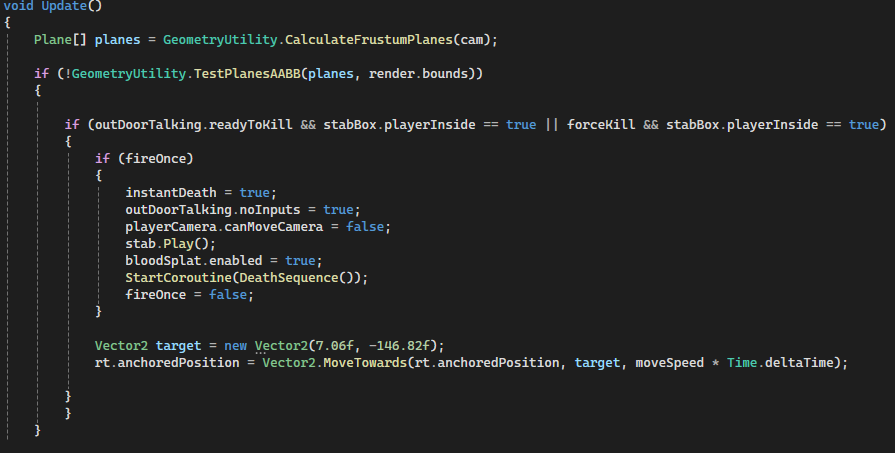 void Update()
{
Plane[] planes = GeometryUtility.CalculateFrustumPlanes(cam);
if (!GeometryUtility.TestPlanesAABB(planes, render.bounds))
{
if (outDoorTalking.readyToKill && stabBox.playerInside == true || forceKill && stabBox.playerInside == true)
{
if (fireOnce)
{
instantDeath = true;
outDoorTalking.noInputs = true;
playerCamera.canMoveCamera = false;
stab.Play();
bloodSplat.enabled = true;
StartCoroutine(DeathSequence());
fireOnce = false;
}
Vector2 target = new Vector2(7.06f, -146.82f);
rt.anchoredPosition = Vector2.MoveTowards(rt.anchoredPosition, target, moveSpeed * Time.deltaTime);
}
}
}